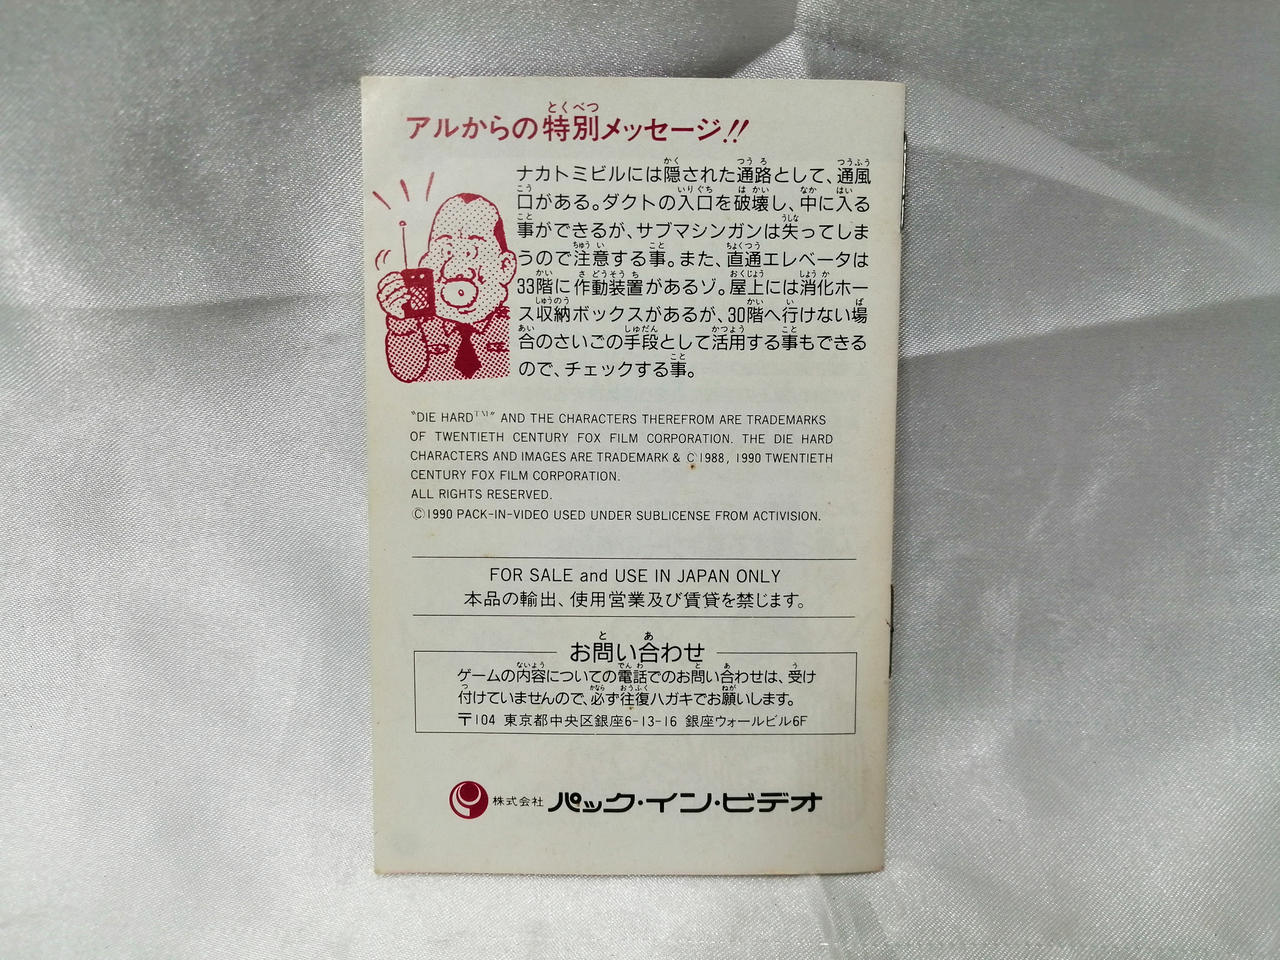 アルからの特別メッセージ!!
ナカトミビルには隠された通路として、通風
口がある。ダクトの入口を破壊し、中に入る
事ができるが、サブマシンガンは失ってしま
うので注意する事。また、直通エレベータは
33階に作動装置があるゾ。屋上には消化ホー
ス収納ボックスがあるが、30階へ行けない場
合のさいごの手段として活用する事もできる
ので、チェックする事。
"DIE HARD™" AND THE CHARACTERS THEREFROM ARE TRADEMARKS
OF TWENTIETH CENTURY FOX FILM CORPORATION. THE DIE HARD
CHARACTERS AND IMAGES ARE TRADEMARK & ©1988, 1990 TWENTIETH
CENTURY FOX FILM CORPORATION.
ALL RIGHTS RESERVED.
©1990 PACK-IN-VIDEO USED UNDER SUBLICENSE FROM ACTIVISION.
FOR SALE and USE IN JAPAN ONLY
本品の輸出、使用営業及び賃貸を禁じます。
お問い合わせ
ゲームの内容についての電話でのお問い合わせは、受け
付けていませんので、必ず往復ハガキでお願いします。
〒104 東京都中央区銀座6-13-16 銀座ウォールビル6F
株式会社 パック・イン・ビデオ